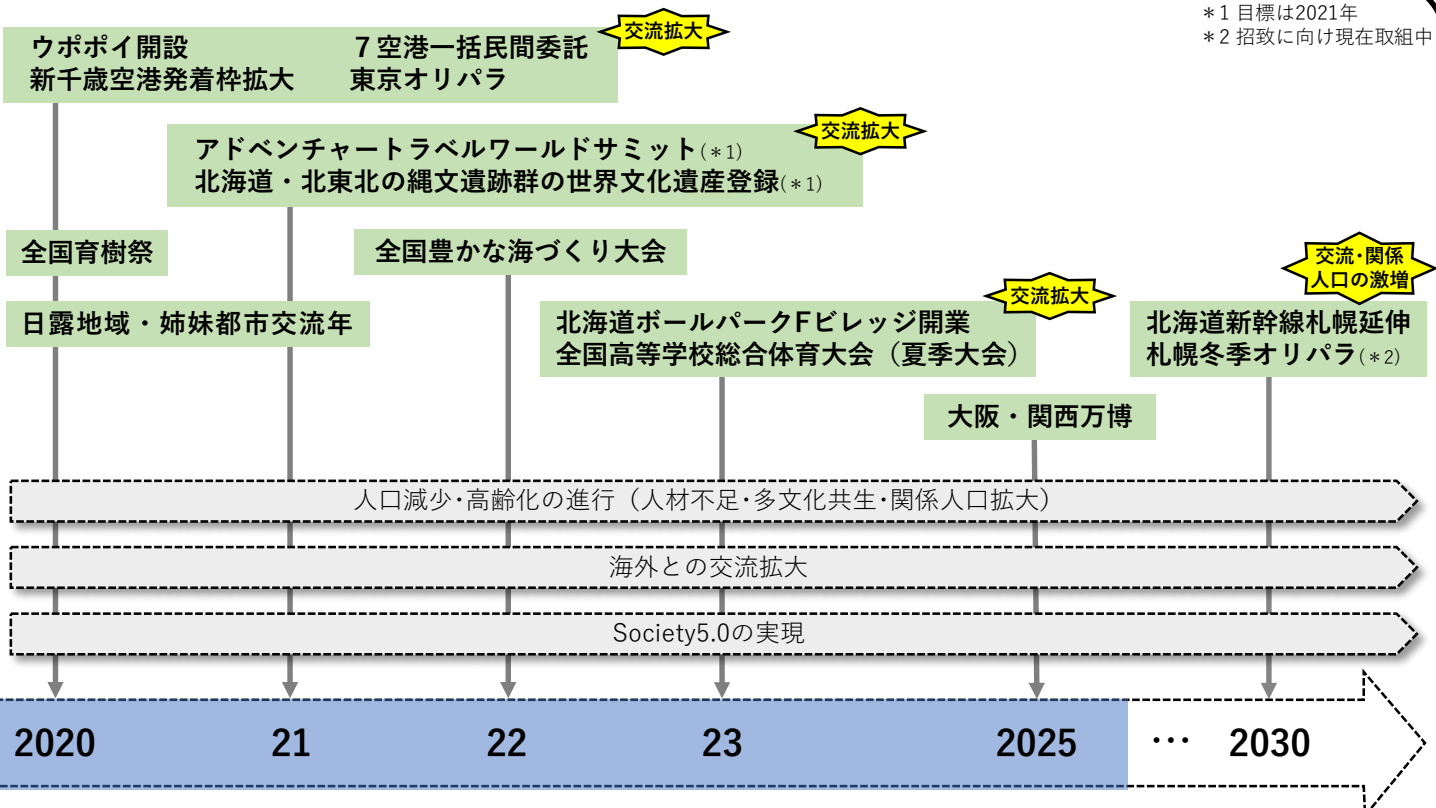 ＊1 目標は2021年
＊2 招致に向け現在取組中
交流拡大
ウポポイ開設　　　　　７空港一括民間委託
新千歳空港発着枠拡大　　東京オリパラ
交流拡大
アドベンチャートラベルワールドサミット(＊1)
北海道・北東北の縄文遺跡群の世界文化遺産登録(＊1)
全国育樹祭
全国豊かな海づくり大会
交流・関係
人口の激増
日露地域・姉妹都市交流年
交流拡大
北海道ボールパークFビレッジ開業
全国高等学校総合体育大会（夏季大会）
北海道新幹線札幌延伸
札幌冬季オリパラ(＊2)
大阪・関西万博
人口減少・高齢化の進行（人材不足・多文化共生・関係人口拡大）
海外との交流拡大
Society5.0の実現
2020　21　22　23　2025　…　2030